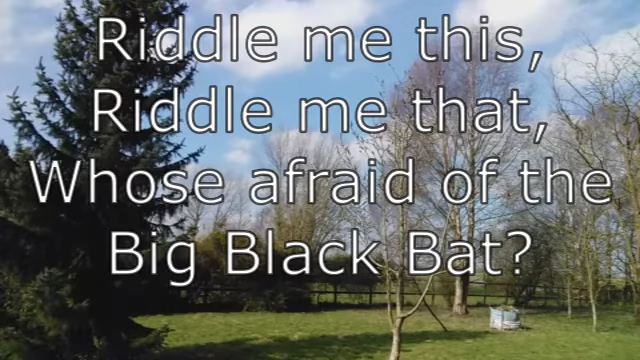 Riddle me this,
Riddle me that,
Whose afraid of the
Big Black Bat?